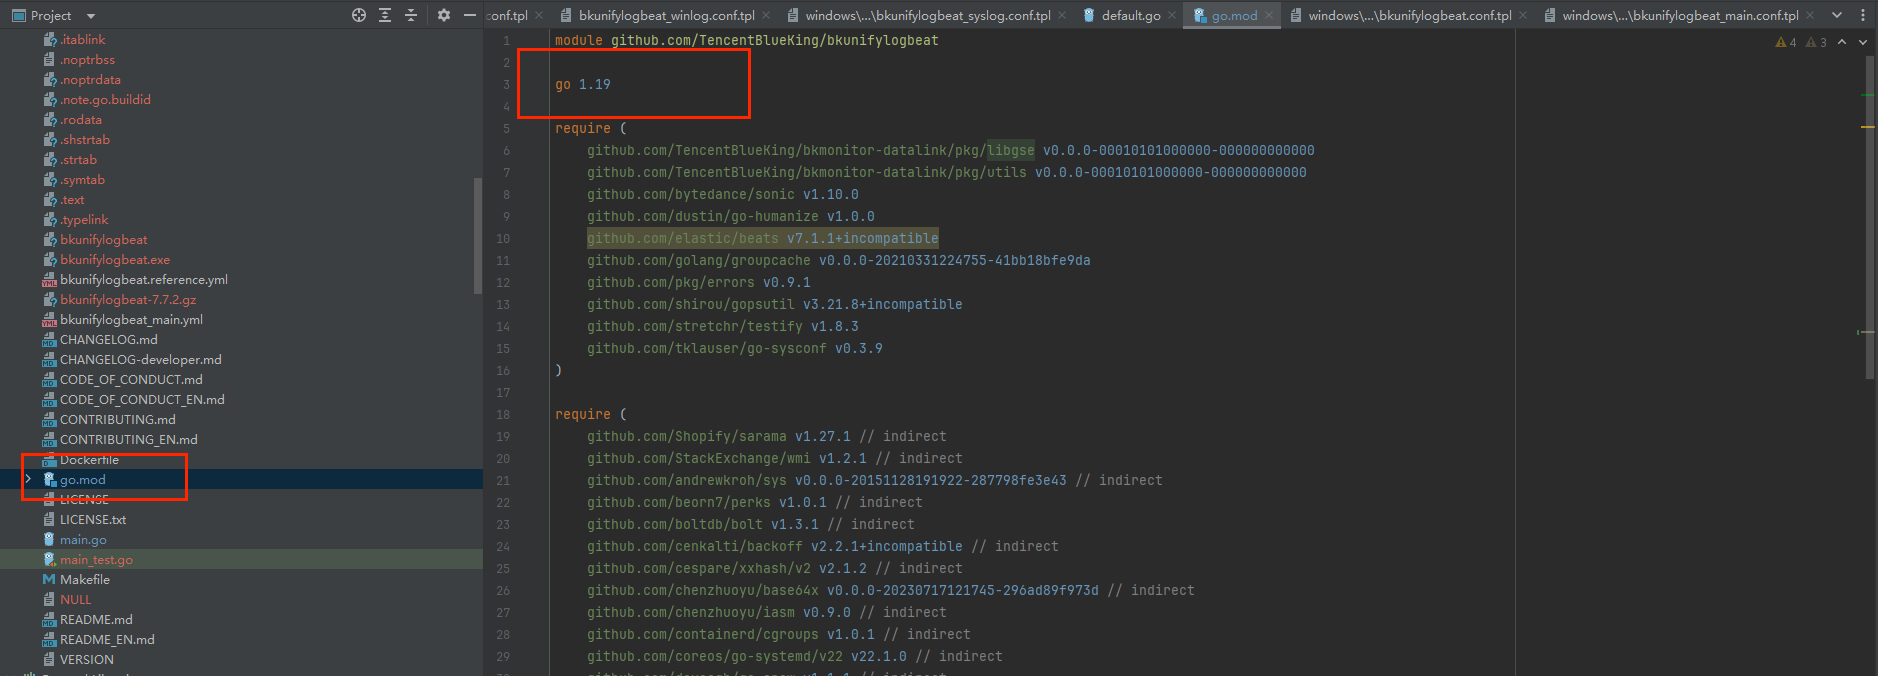 Project
conf.tpl
bkunifylogbeat_winlog.conf.tpl
windows\...\bkunifylogbeat_syslog.conf.tpl
default.go
go.mod
windows\...\bkunifylogbeat.conf.tpl
windows\...\bkunifylogbeat_main.conf.tpl
.itablink
.noptrbss
.noptrdata
.note.go.buildid
.rodata
.shstrtab
.strtab
.symtab
.text
.typelink
bkunifylogbeat
bkunifylogbeat.exe
bkunifylogbeat.reference.yml
bkunifylogbeat-7.7.2.gz
bkunifylogbeat_main.yml
CHANGELOG.md
CHANGELOG-developer.md
CODE_OF_CONDUCT.md
CODE_OF_CONDUCT_EN.md
CONTRIBUTING.md
CONTRIBUTING_EN.md
Dockerfile
go.mod
LICENSE
LICENSE.txt
main.go
main_test.go
Makefile
NULL
README.md
README_EN.md
VERSION
4 3
1 module github.com/TencentBlueKing/bkunifylogbeat
2
3 go 1.19
4
5 require (
6 github.com/TencentBlueKing/bkmonitor-datalink/pkg/libgse v0.0.0-00010101000000-000000000000
7 github.com/TencentBlueKing/bkmonitor-datalink/pkg/utils v0.0.0-00010101000000-000000000000
8 github.com/bytedance/sonic v1.10.0
9 github.com/dustin/go-humanize v1.0.0
10 github.com/elastic/beats v7.1.1+incompatible
11 github.com/golang/groupcache v0.0.0-20210331224755-41bb18bfe9da
12 github.com/pkg/errors v0.9.1
13 github.com/shirou/gopsutil v3.21.8+incompatible
14 github.com/stretchr/testify v1.8.3
15 github.com/tklauser/go-sysconf v0.3.9
16 )
17
18 require (
19 github.com/Shopify/sarama v1.27.1 // indirect
20 github.com/StackExchange/wmi v1.2.1 // indirect
21 github.com/andrewkroh/sys v0.0.0-20151128191922-287798fe3e43 // indirect
22 github.com/beorn7/perks v1.0.1 // indirect
23 github.com/boltdb/bolt v1.3.1 // indirect
24 github.com/cenkalti/backoff v2.2.1+incompatible // indirect
25 github.com/cespare/xxhash/v2 v2.1.2 // indirect
26 github.com/chenzhuoyu/base64x v0.0.0-20230717121745-296ad89f973d // indirect
27 github.com/chenzhuoyu/iasm v0.9.0 // indirect
28 github.com/containerd/cgroups v1.0.1 // indirect
29 github.com/coreos/go-systemd/v22 v22.1.0 // indirect